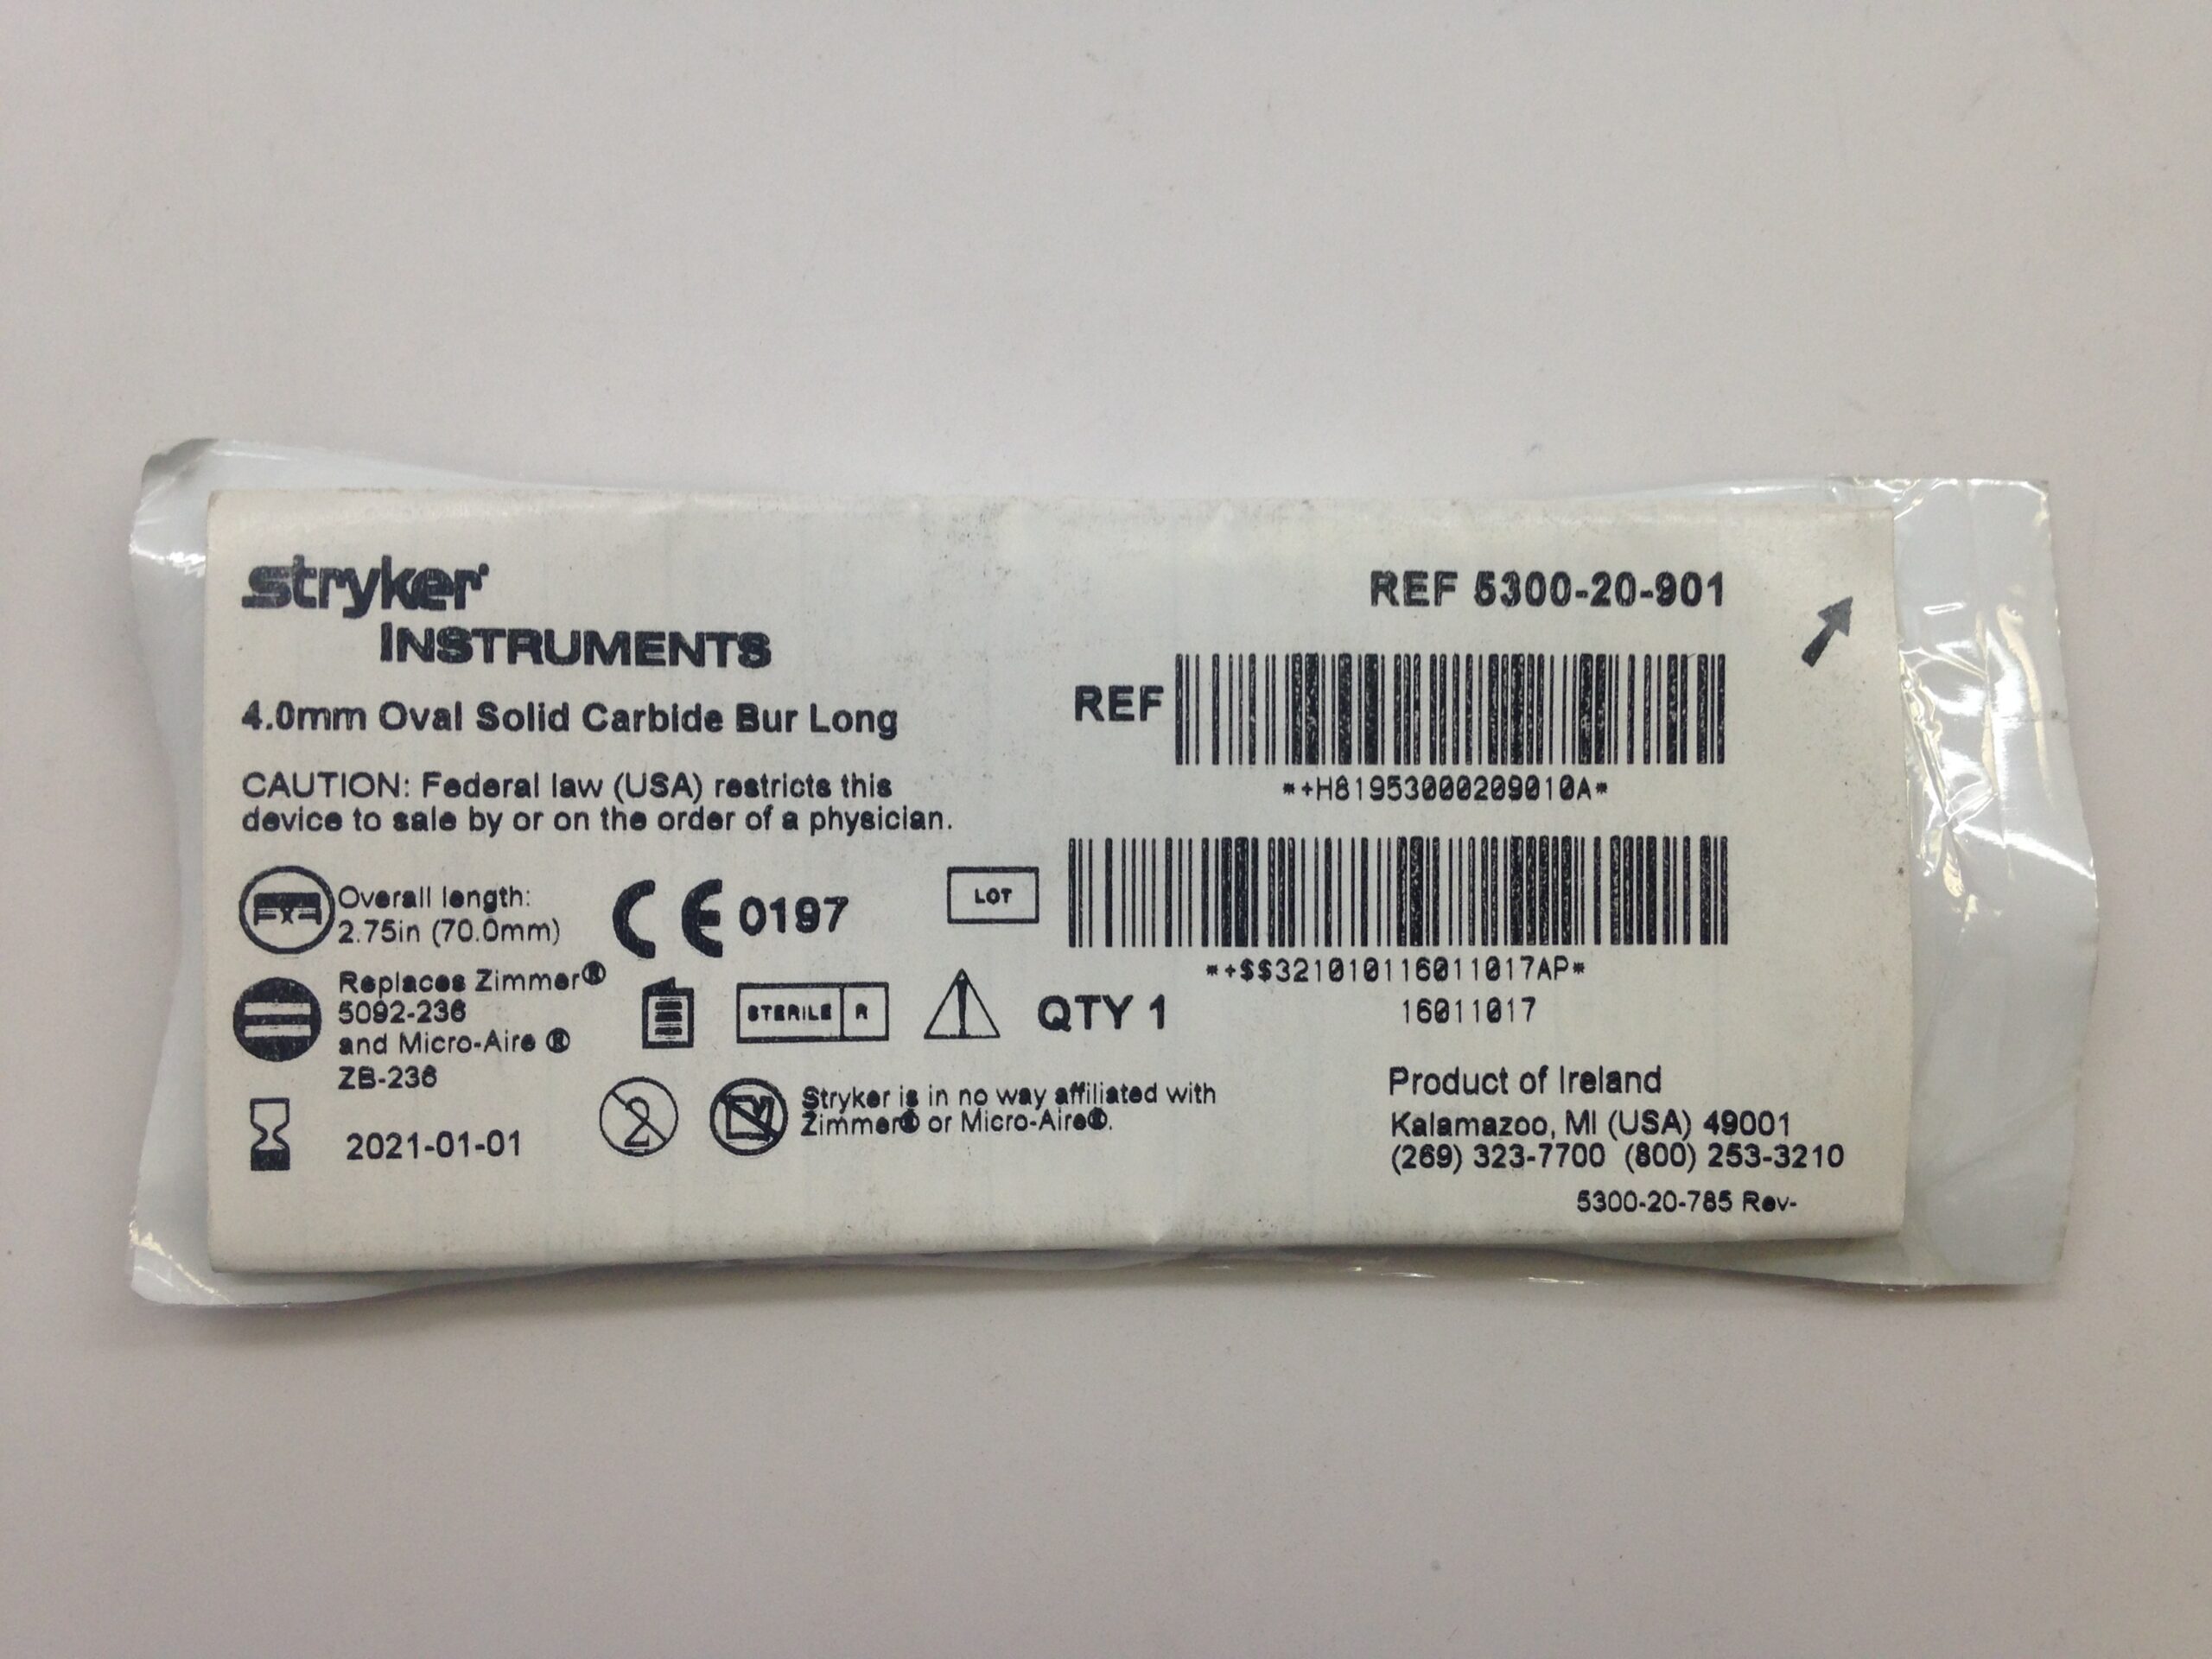 stryker
INSTRUMENTS
4.0mm Oval Solid Carbide Bur Long
CAUTION: Federal law (USA) restricts this
device to sale by or on the order of a physician.
Overall length:
2.75in (70.0mm)
CE 0197
Replaces Zimmer®
5092-236
and Micro-Aire ®
ZB-236
STERILE R
QTY 1
2021-01-01
2
Stryker is in no way affiliated with
Zimmer® or Micro-Aire®.
REF 5300-20-901
REF
*+H81953000209010A*
LOT
*+$$321010116011017AP*
16011017
Product of Ireland
Kalamazoo, MI (USA) 49001
(269) 323-7700 (800) 253-3210
5300-20-785 Rev-